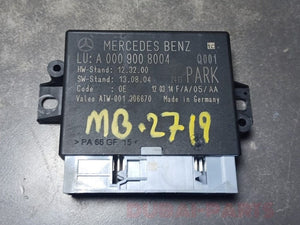 MERCEDES BENZ
LU: A 000 900 8004 Q001
HW-Stand: 12.32.00
SW-Stand: 13.08.04 PARK
Code : 0E 12 03 14 F/A/05/AA
Valeo ATW-001.306670 Made in Germany
MB.2719
>PA 66 GF 15<